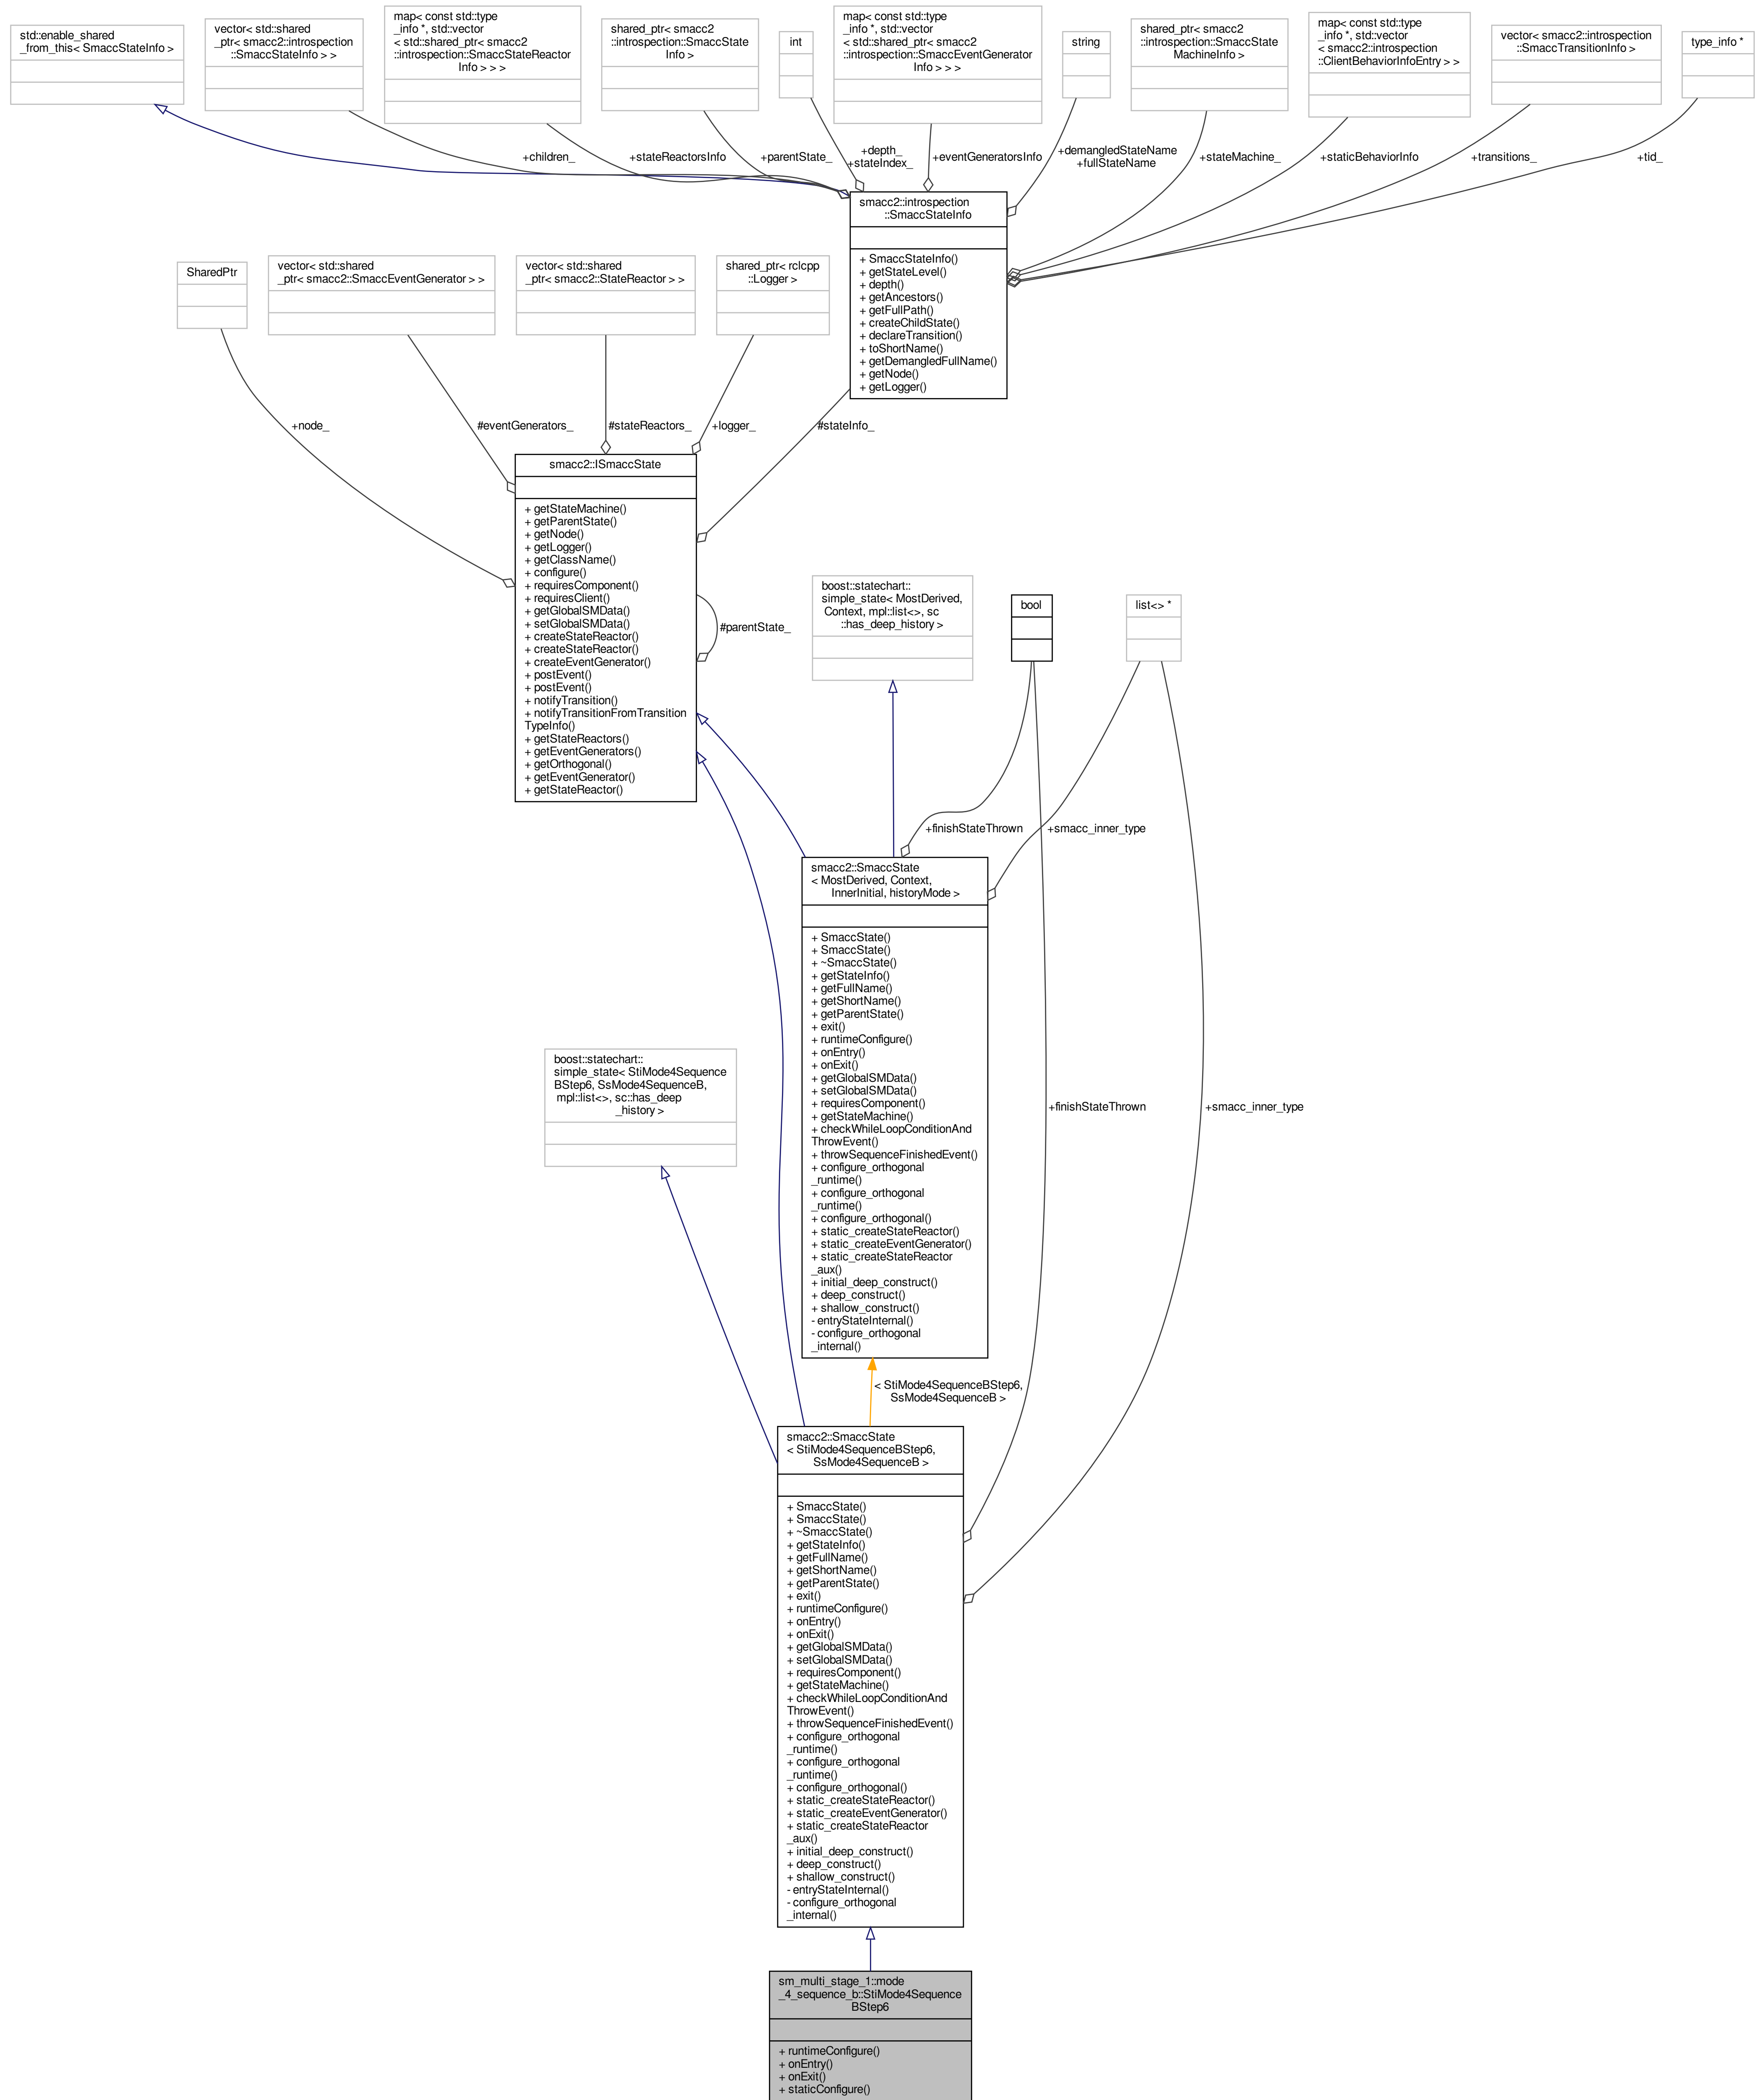 std::enable_shared
_from_this< SmaccStateInfo >
vector< std::shared
_ptr< smacc2::introspection
::SmaccStateInfo > >
map< const std::type
_info *, std::vector
< std::shared_ptr< smacc2
::introspection::SmaccStateReactor
Info > > >
shared_ptr< smacc2
::introspection::SmaccState
Info >
int
map< const std::type
_info *, std::vector
< std::shared_ptr< smacc2
::introspection::SmaccEventGenerator
Info > > >
string
shared_ptr< smacc2
::introspection::SmaccState
MachineInfo >
map< const std::type
_info *, std::vector
< smacc2::introspection
::ClientBehaviorInfoEntry > >
vector< smacc2::introspection
::SmaccTransitionInfo >
type_info *
+children_
+stateReactorsInfo
+parentState_
+depth_
+stateIndex_
+eventGeneratorsInfo
+demangledStateName
+fullStateName
+stateMachine_
+staticBehaviorInfo
+transitions_
+tid_
smacc2::introspection
::SmaccStateInfo
+ SmaccStateInfo()
+ getStateLevel()
+ depth()
+ getAncestors()
+ getFullPath()
+ createChildState()
+ declareTransition()
+ toShortName()
+ getDemangledFullName()
+ getNode()
+ getLogger()
SharedPtr
vector< std::shared
_ptr< smacc2::SmaccEventGenerator > >
vector< std::shared
_ptr< smacc2::StateReactor > >
shared_ptr< rclcpp
::Logger >
+node_
#eventGenerators_
#stateReactors_
+logger_
#stateInfo_
smacc2::ISmaccState
+ getStateMachine()
+ getParentState()
+ getNode()
+ getLogger()
+ getClassName()
+ configure()
+ requiresComponent()
+ requiresClient()
+ getGlobalSMData()
+ setGlobalSMData()
+ createStateReactor()
+ createStateReactor()
+ createEventGenerator()
+ postEvent()
+ postEvent()
+ notifyTransition()
+ notifyTransitionFromTransition
TypeInfo()
+ getStateReactors()
+ getEventGenerators()
+ getOrthogonal()
+ getEventGenerator()
+ getStateReactor()
#parentState_
boost::statechart::
simple_state< MostDerived,
Context, mpl::list<>, sc
::has_deep_history >
bool
list<> *
+finishStateThrown
+smacc_inner_type
smacc2::SmaccState
< MostDerived, Context,
InnerInitial, historyMode >
+ SmaccState()
+ SmaccState()
+ ~SmaccState()
+ getStateInfo()
+ getFullName()
+ getShortName()
+ getParentState()
+ exit()
+ runtimeConfigure()
+ onEntry()
+ onExit()
+ getGlobalSMData()
+ setGlobalSMData()
+ requiresComponent()
+ getStateMachine()
+ checkWhileLoopConditionAnd
ThrowEvent()
+ throwSequenceFinishedEvent()
+ configure_orthogonal
_runtime()
+ configure_orthogonal
_runtime()
+ configure_orthogonal()
+ static_createStateReactor()
+ static_createEventGenerator()
+ static_createStateReactor
_aux()
+ initial_deep_construct()
+ deep_construct()
+ shallow_construct()
- entryStateInternal()
- configure_orthogonal
_internal()
boost::statechart::
simple_state< StiMode4Sequence
BStep6, SsMode4SequenceB,
mpl::list<>, sc::has_deep
_history >
+finishStateThrown
+smacc_inner_type
< StiMode4SequenceBStep6,
SsMode4SequenceB >
smacc2::SmaccState
< StiMode4SequenceBStep6,
SsMode4SequenceB >
+ SmaccState()
+ SmaccState()
+ ~SmaccState()
+ getStateInfo()
+ getFullName()
+ getShortName()
+ getParentState()
+ exit()
+ runtimeConfigure()
+ onEntry()
+ onExit()
+ getGlobalSMData()
+ setGlobalSMData()
+ requiresComponent()
+ getStateMachine()
+ checkWhileLoopConditionAnd
ThrowEvent()
+ throwSequenceFinishedEvent()
+ configure_orthogonal
_runtime()
+ configure_orthogonal
_runtime()
+ configure_orthogonal()
+ static_createStateReactor()
+ static_createEventGenerator()
+ static_createStateReactor
_aux()
+ initial_deep_construct()
+ deep_construct()
+ shallow_construct()
- entryStateInternal()
- configure_orthogonal
_internal()
sm_multi_stage_1::mode
_4_sequence_b::StiMode4Sequence
BStep6
+ runtimeConfigure()
+ onEntry()
+ onExit()
+ staticConfigure()